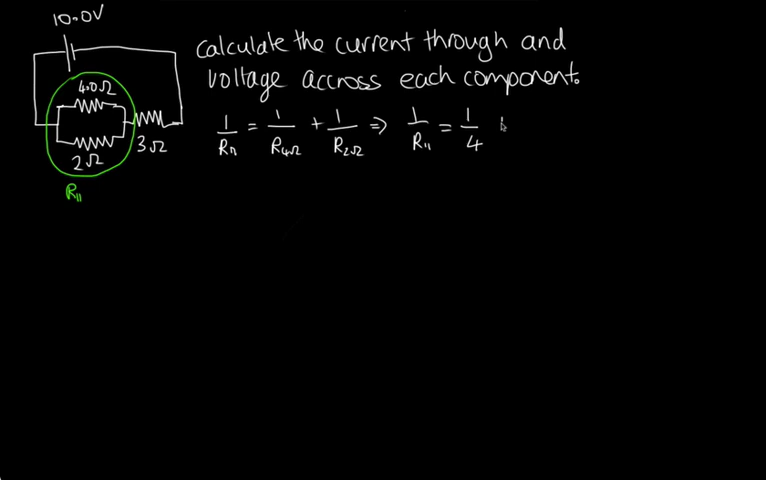 10.0V
calculate the current through and
voltage accross each component.
4.0Ω
3Ω
2Ω
R||
1/R|| = 1/R4Ω + 1/R2Ω ⇒ 1/R|| = 1/4